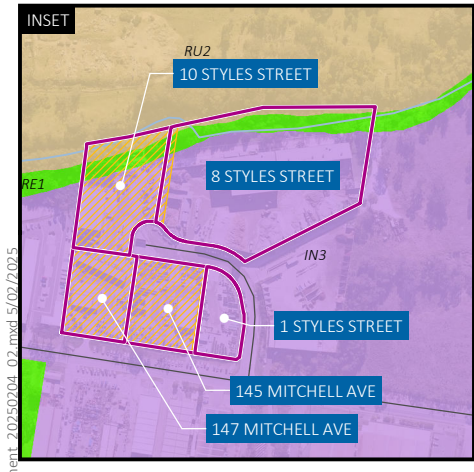 INSET
RU2
10 STYLES STREET
8 STYLES STREET
RE1
IN3
1 STYLES STREET
145 MITCHELL AVE
147 MITCHELL AVE
20250204_02.mxd 5/02/2025